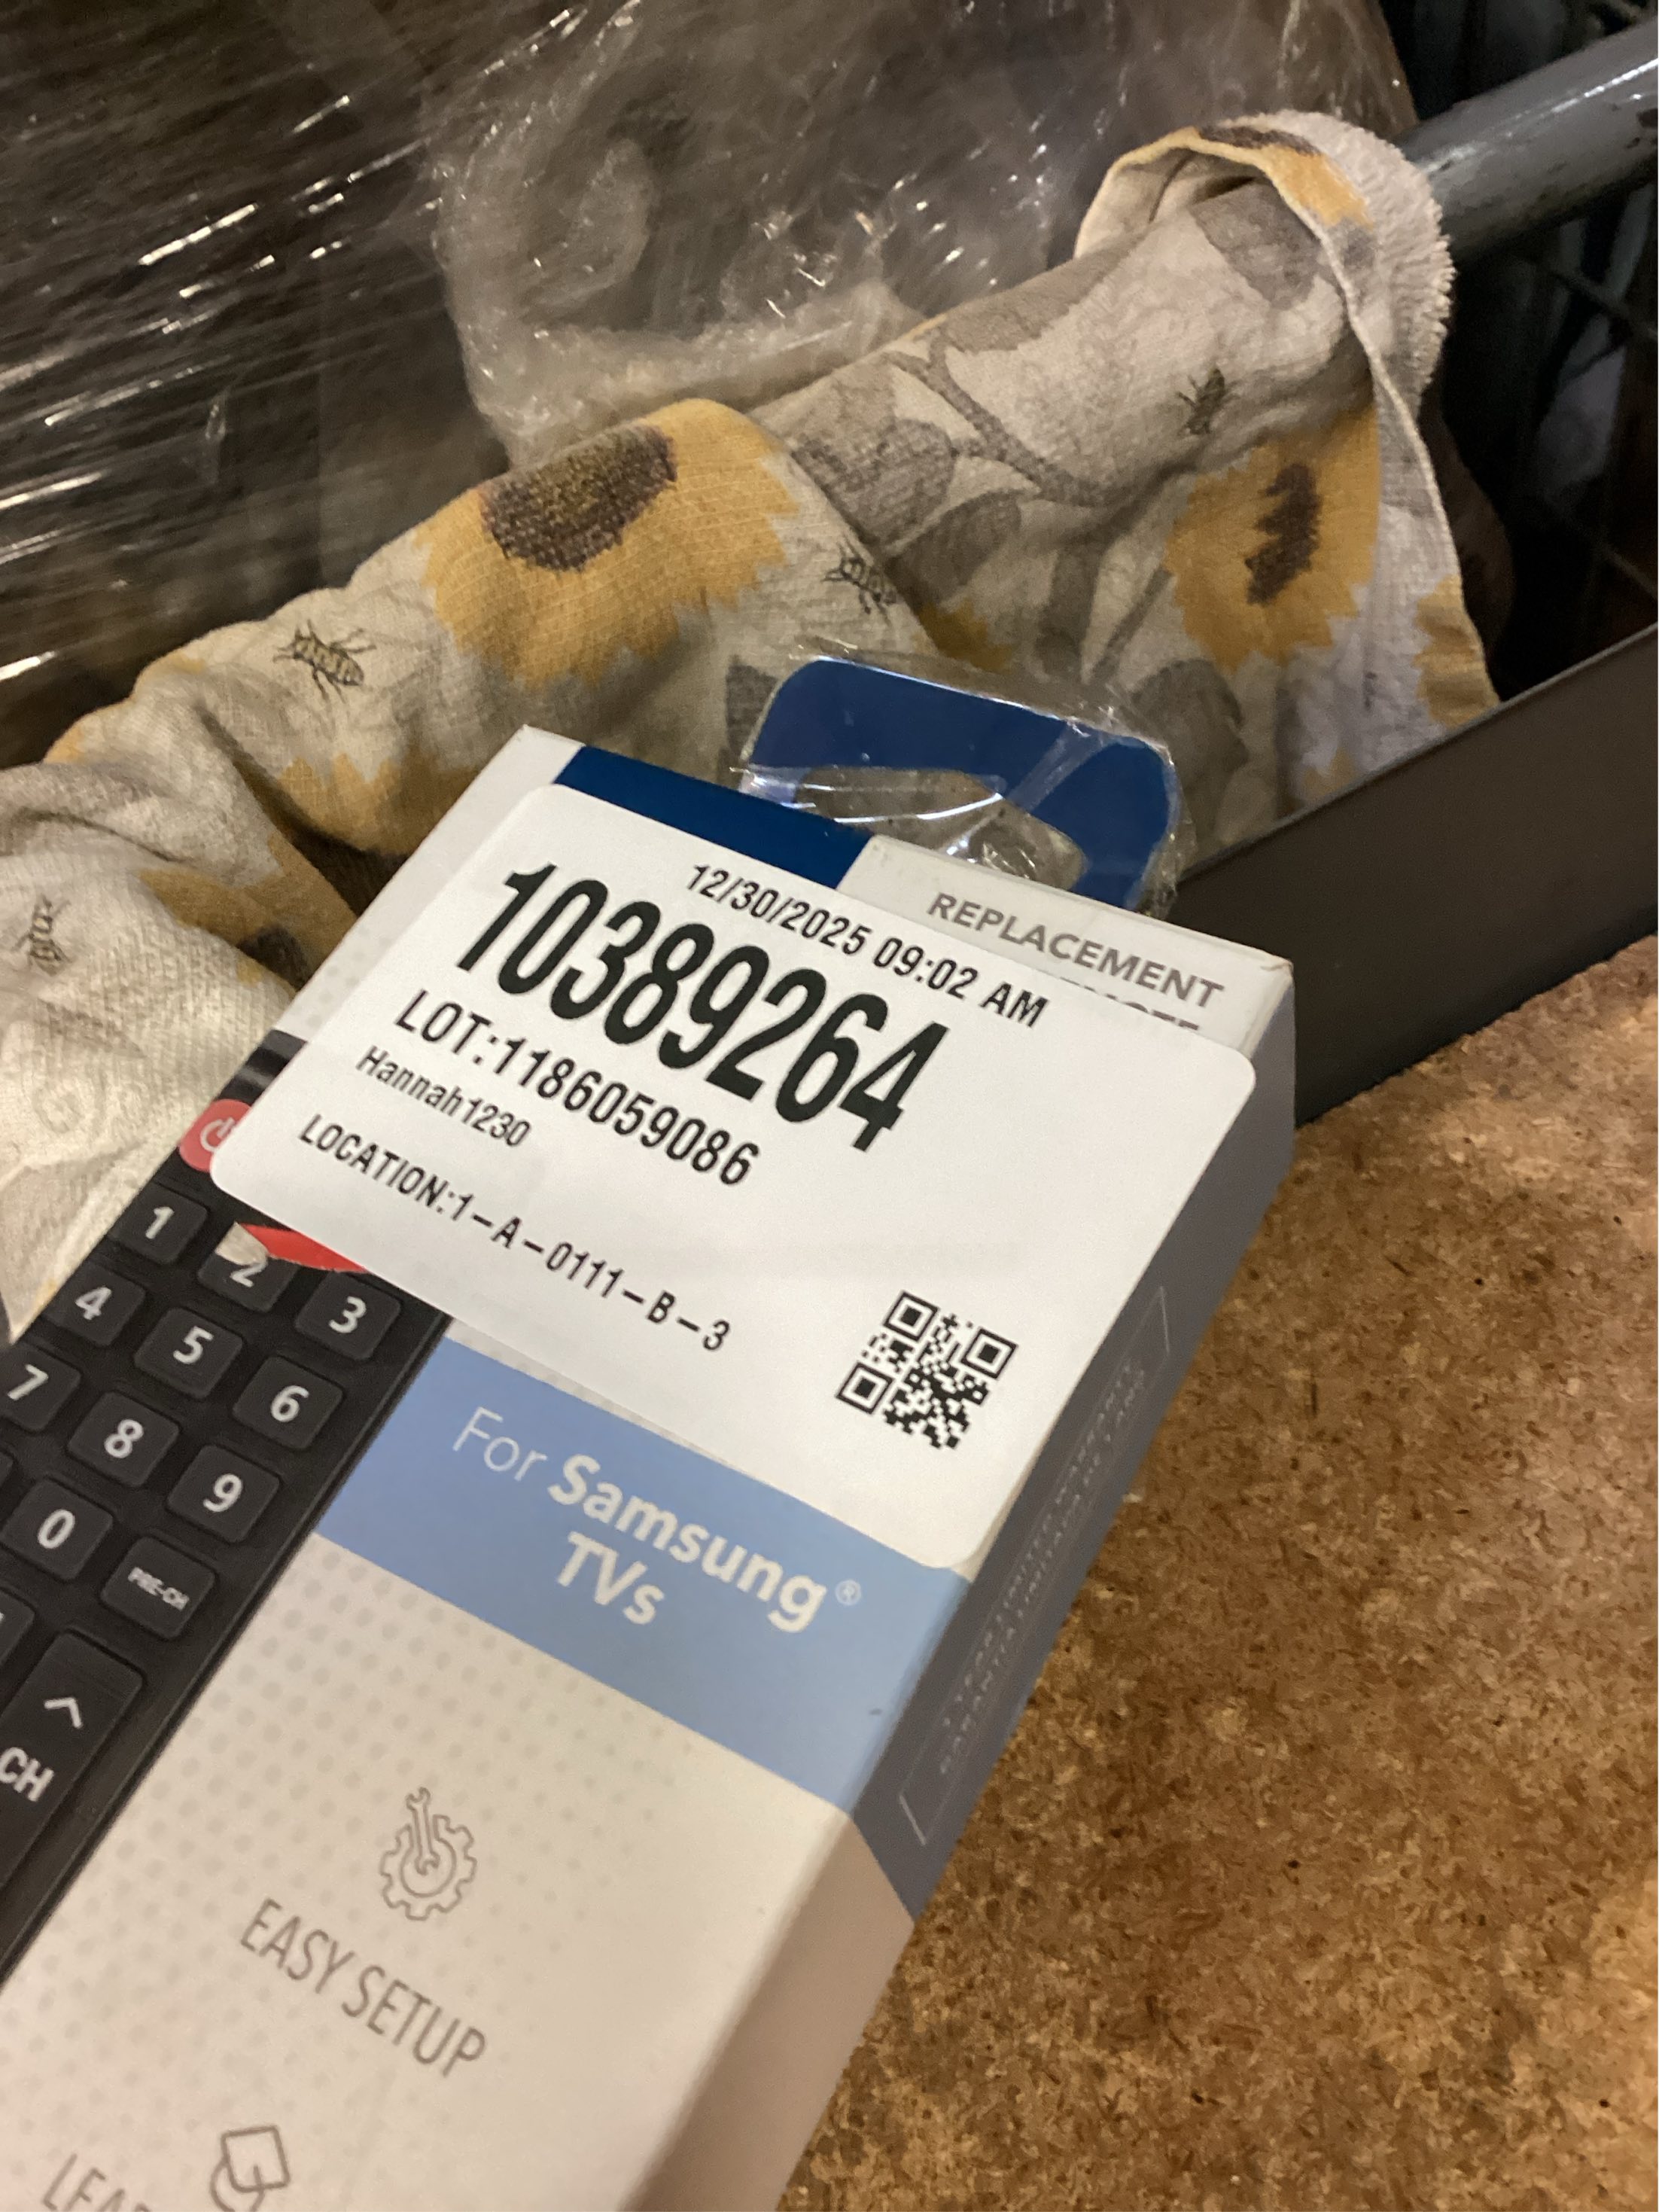 REPLACEMENT
12/30/2025 09:02 AM
10389264
LOT:1186059086
Hannah1230
LOCATION:1-A-0111-B-3
1
2
3
4
5
6
7
8
9
0
PRE-CH
CH
For Samsung®
TVs
EASY SETUP